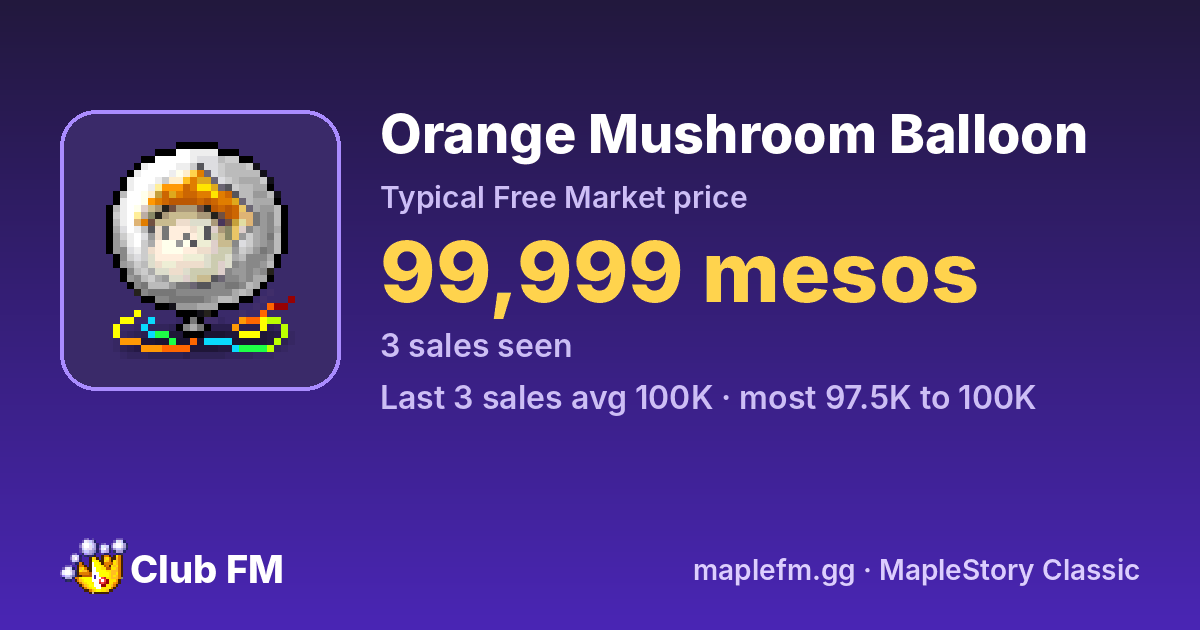 Orange Mushroom Balloon
Typical Free Market price
99,999 mesos
3 sales seen
Last 3 sales avg 100K · most 97.5K to 100K
Club FM
maplefm.gg · MapleStory Classic